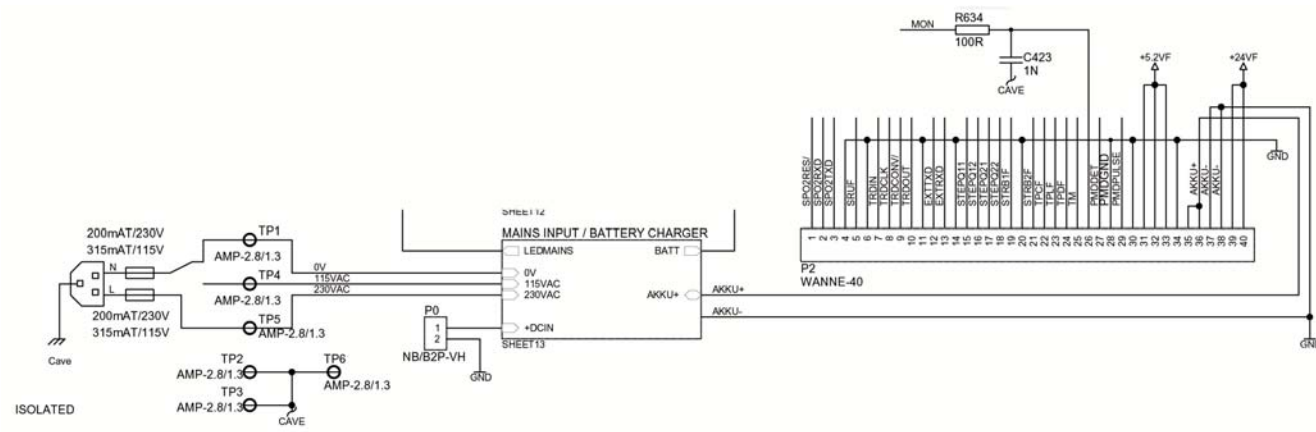 R634
MON
100R
C423
1N
CAVE
+5.2VF
+24VF
GND
SPO2RES/
SPO2RXD
SPO2TXD
SRUF
TRDIN
TRDCLK
TRDCONV/
TRDOUT
EXTTXD
EXTRXD
STEPQ11
STEPQ12
STEPQ21
STEPQ22
STRB1F
STRB2F
TPCF
TPLF
TPDF
TM
PMDDET
PMDGND
PMDPULSE
AKKU+
AKKU-
AKKU-
1 2 3 4 5 6 7 8 9 10 11 12 13 14 15 16 17 18 19 20 21 22 23 24 25 26 27 28 29 30 31 32 33 34 35 36 37 38 39 40
P2
WANNE-40
SHEET12
MAINS INPUT / BATTERY CHARGER
LEDMAINS
BATT
0V
115VAC
230VAC
AKKU+
+DCIN
SHEET13
AKKU+
AKKU-
GND
200mAT/230V
315mAT/115V
N
L
200mAT/230V
315mAT/115V
Cave
TP1
AMP-2.8/1.3
TP4
AMP-2.8/1.3
TP5
AMP-2.8/1.3
0V
115VAC
230VAC
P0
1
2
NB/B2P-VH
GND
TP2
AMP-2.8/1.3
TP6
AMP-2.8/1.3
TP3
AMP-2.8/1.3
CAVE
ISOLATED